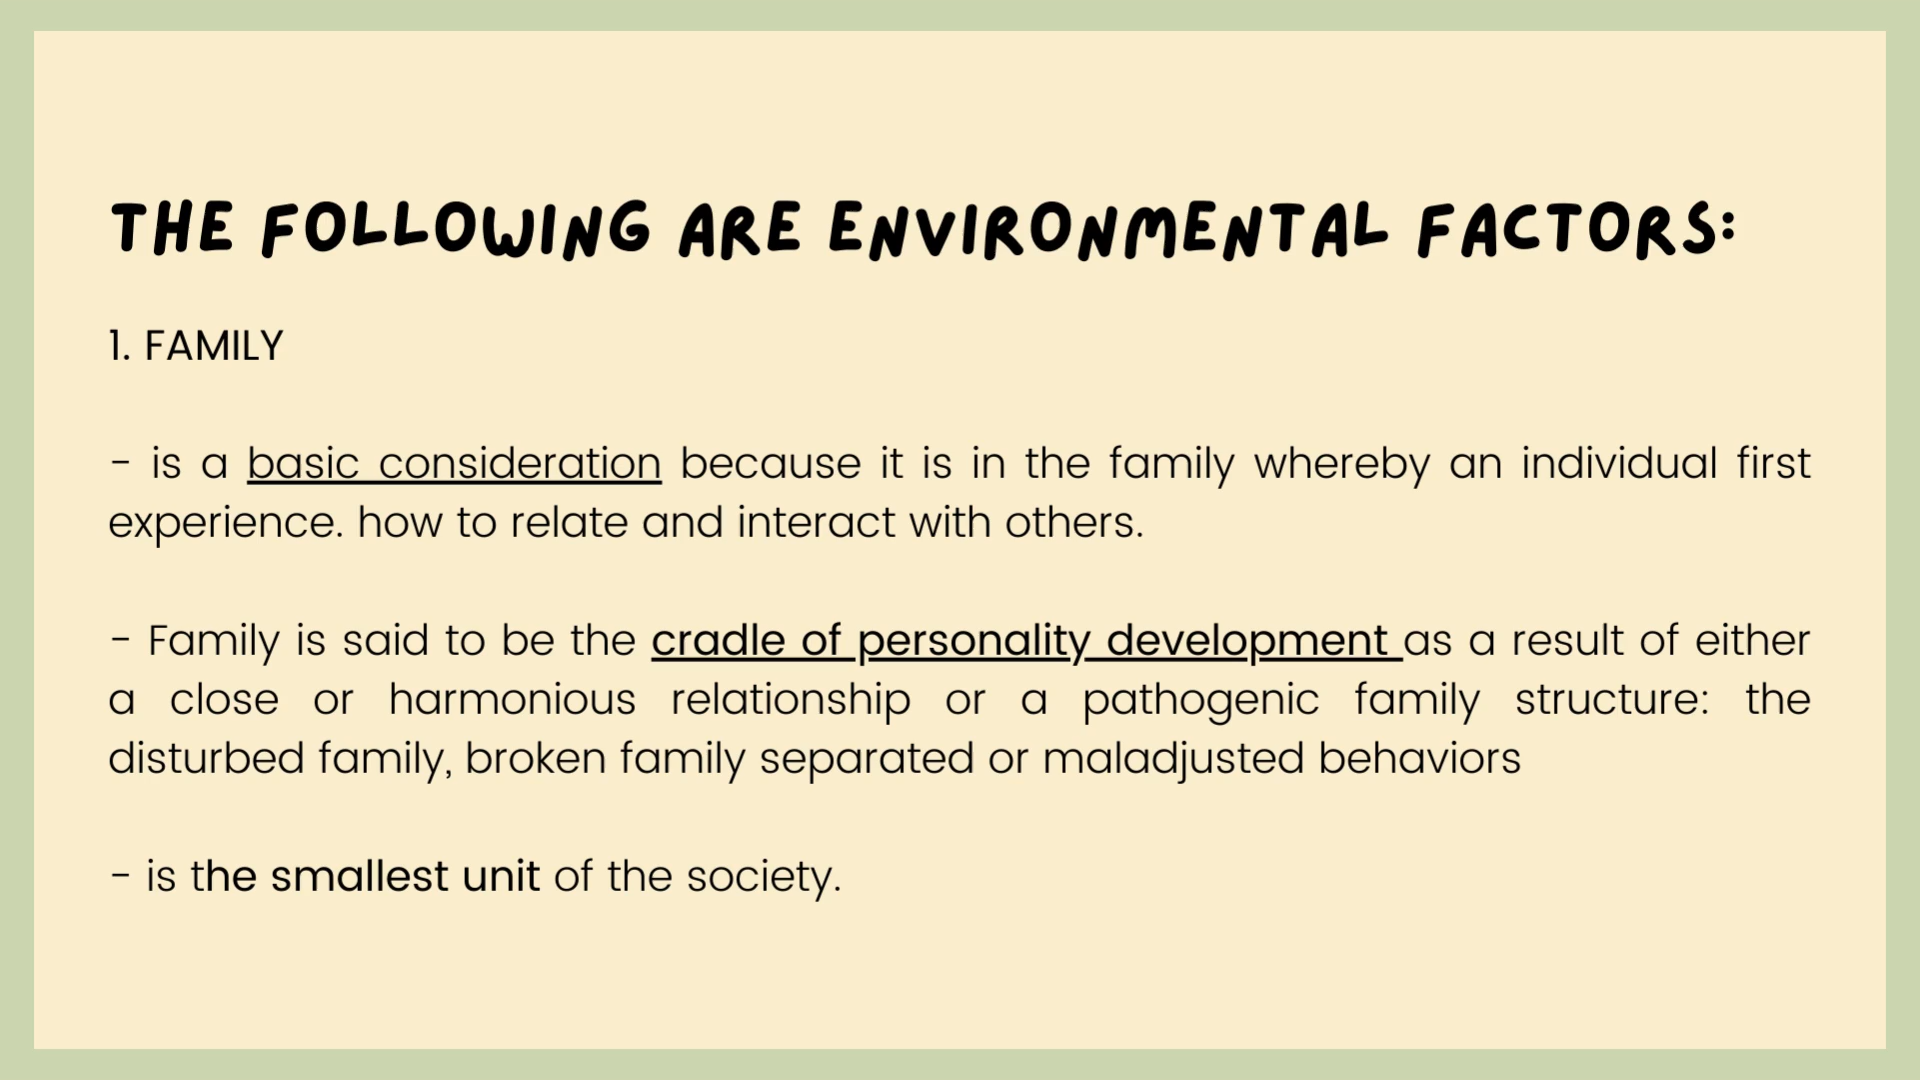 THE FOLLOWING ARE ENVIRONMENTAL FACTORS:
1. FAMILY
- is a basic consideration because it is in the family whereby an individual first
experience. how to relate and interact with others.
- Family is said to be the cradle of personality development as a result of either
a close or harmonious relationship or a pathogenic family structure: the
disturbed family, broken family separated or maladjusted behaviors
- is the smallest unit of the society.